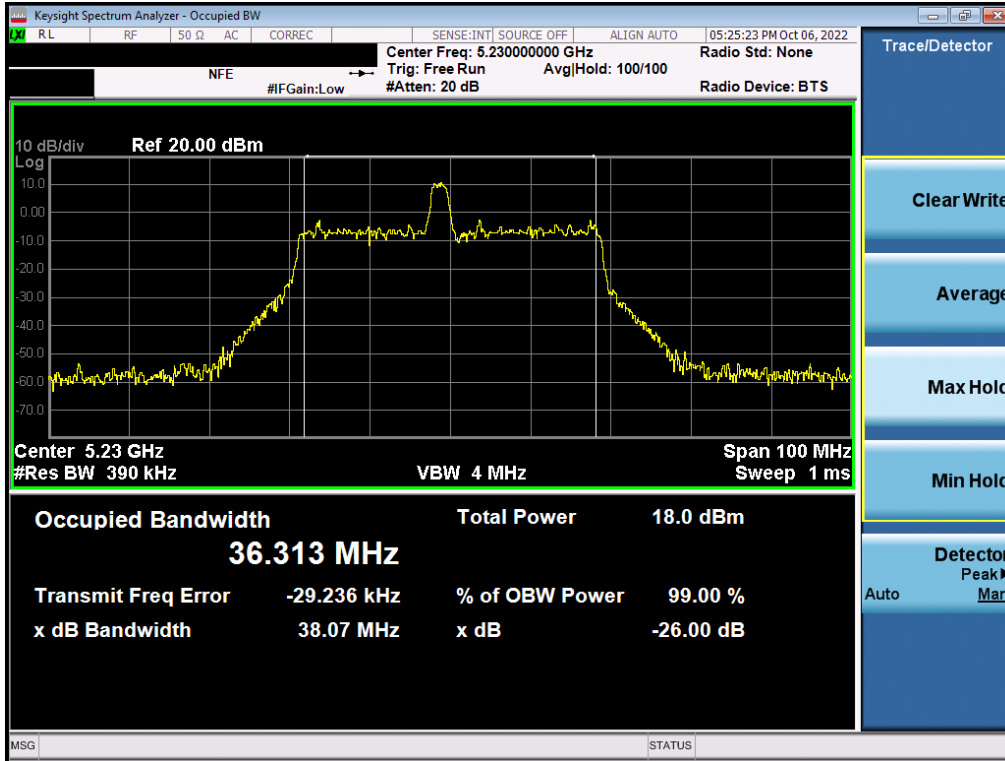 Keysight Spectrum Analyzer - Occupied BW
LXI RL RF 50 Ω AC CORREC SENSE:INT SOURCE OFF ALIGN AUTO 05:25:23 PM Oct 06, 2022
Center Freq: 5.230000000 GHz Radio Std: None
NFE Trig: Free Run Avg|Hold: 100/100
#IFGain:Low #Atten: 20 dB Radio Device: BTS
Trace/Detector
10 dB/div Ref 20.00 dBm
Log
10.0
0.00
-10.0
-20.0
-30.0
-40.0
-50.0
-60.0
-70.0
Center 5.23 GHz Span 100 MHz
#Res BW 390 kHz VBW 4 MHz Sweep 1 ms
Occupied Bandwidth Total Power 18.0 dBm
36.313 MHz
Transmit Freq Error -29.236 kHz % of OBW Power 99.00 %
x dB Bandwidth 38.07 MHz x dB -26.00 dB
Clear Write
Average
Max Hold
Min Hold
Detector
Peak
Auto Man
MSG STATUS